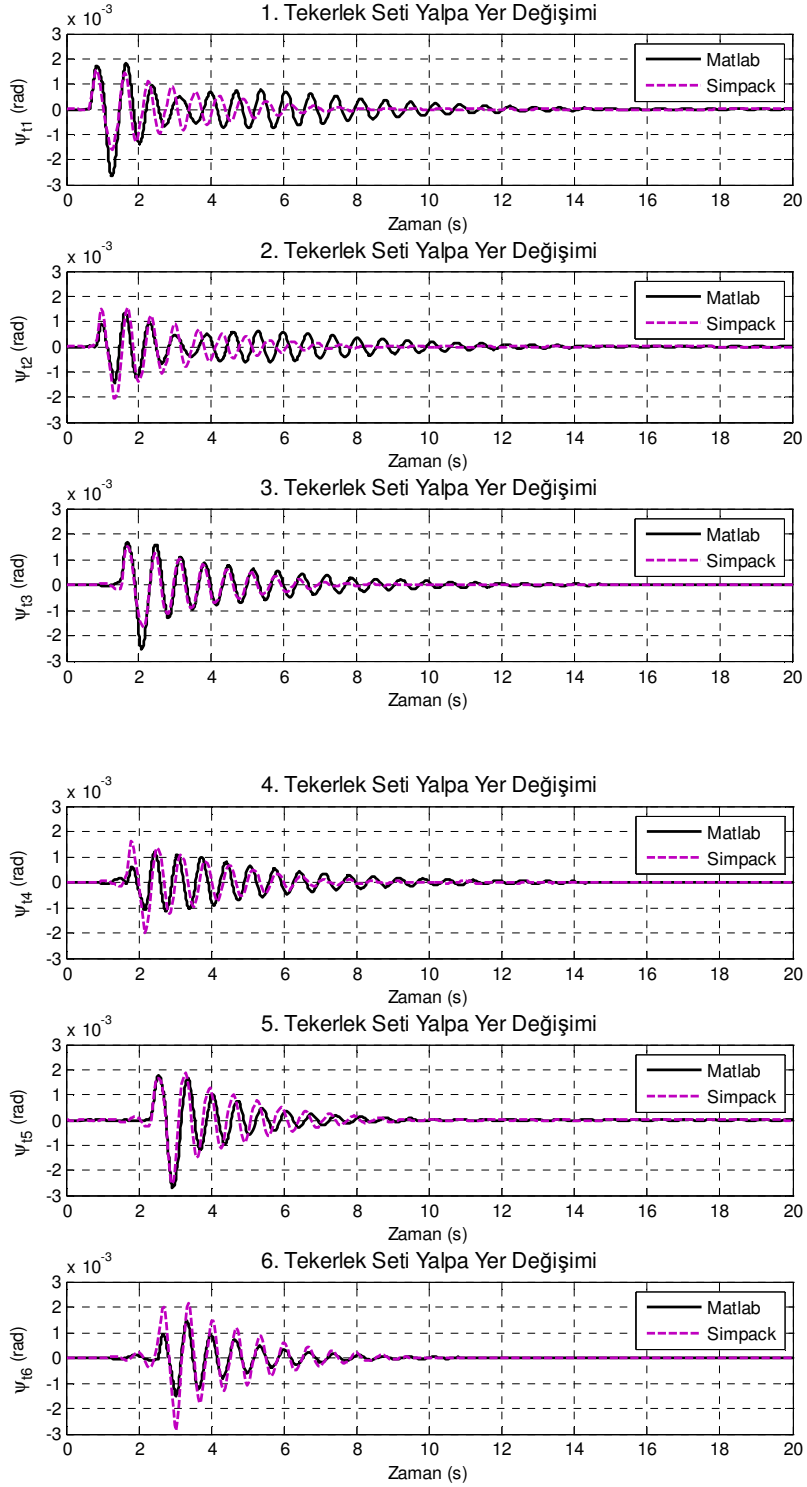 1. Tekerlek Seti Yalpa Yer Değişimi
x 10-3
3
2
1
0
-1
-2
-3
0 2 4 6 8 10 12 14 16 18 20
Zaman (s)
ψt1 (rad)
Matlab
Simpack
2. Tekerlek Seti Yalpa Yer Değişimi
x 10-3
3
2
1
0
-1
-2
-3
0 2 4 6 8 10 12 14 16 18 20
Zaman (s)
ψt2 (rad)
Matlab
Simpack
3. Tekerlek Seti Yalpa Yer Değişimi
x 10-3
3
2
1
0
-1
-2
-3
0 2 4 6 8 10 12 14 16 18 20
Zaman (s)
ψt3 (rad)
Matlab
Simpack
4. Tekerlek Seti Yalpa Yer Değişimi
x 10-3
3
2
1
0
-1
-2
-3
0 2 4 6 8 10 12 14 16 18 20
Zaman (s)
ψt4 (rad)
Matlab
Simpack
5. Tekerlek Seti Yalpa Yer Değişimi
x 10-3
3
2
1
0
-1
-2
-3
0 2 4 6 8 10 12 14 16 18 20
Zaman (s)
ψt5 (rad)
Matlab
Simpack
6. Tekerlek Seti Yalpa Yer Değişimi
x 10-3
3
2
1
0
-1
-2
-3
0 2 4 6 8 10 12 14 16 18 20
Zaman (s)
ψt6 (rad)
Matlab
Simpack